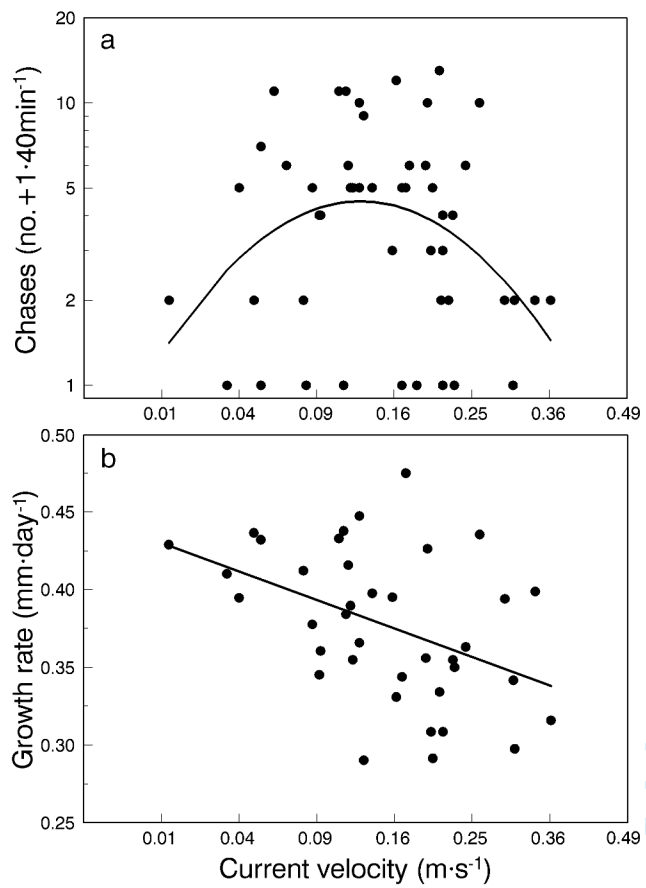 a
20
10
5
2
1
Chases (no.+1·40min⁻¹)
0.01 0.04 0.09 0.16 0.25 0.36 0.49
b
0.50
0.45
0.40
0.35
0.30
0.25
Growth rate (mm·day⁻¹)
0.01 0.04 0.09 0.16 0.25 0.36 0.49
Current velocity (m·s⁻¹)